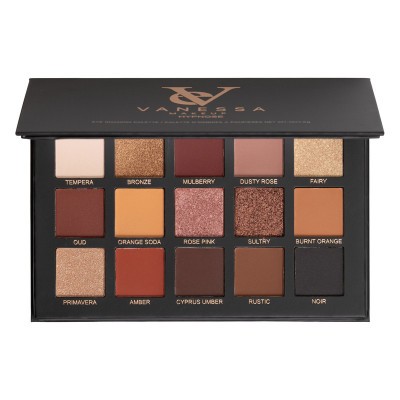 VANESSA
MAKEUP
HYPNOSE
TEMPERA BRONZE MULBERRY DUSTY ROSE FAIRY
OUD ORANGE SODA ROSE PINK SULTRY BURNT ORANGE
PRIMAVERA AMBER CYPRUS UMBER RUSTIC NOIR